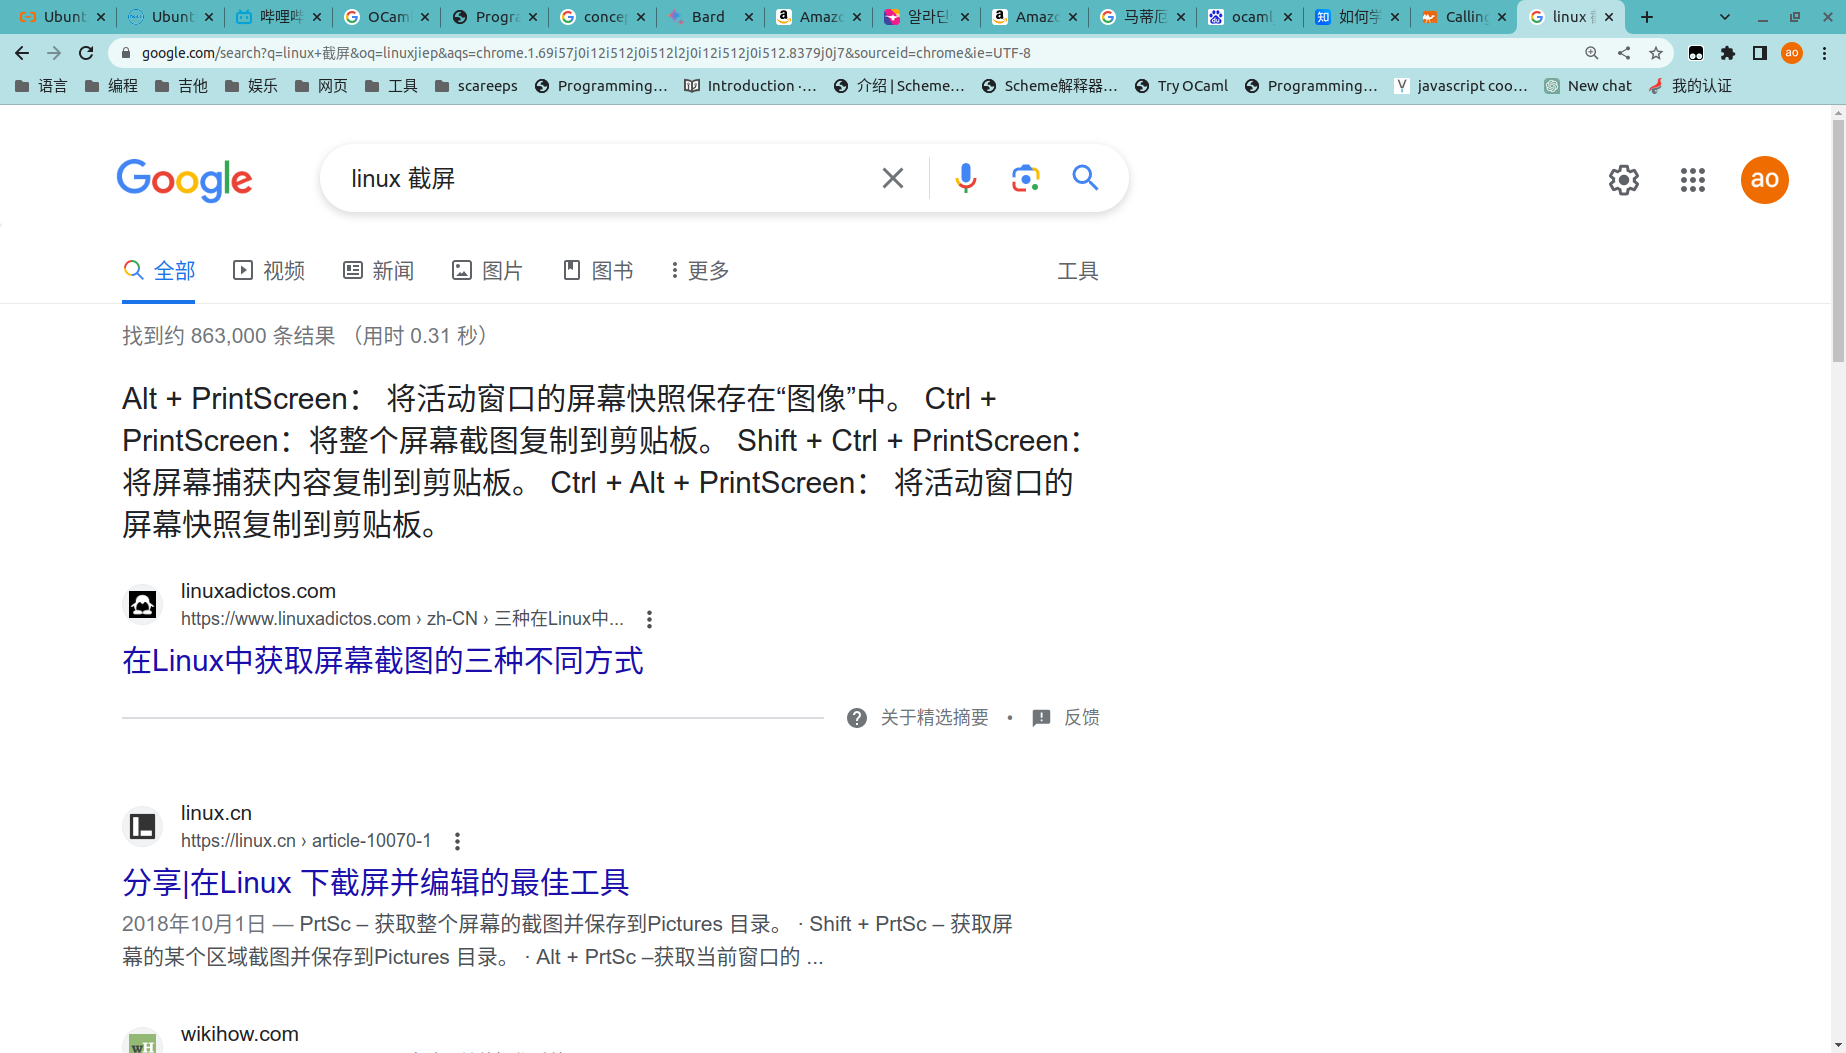 Ubunt
Ubunt
哔哩哔
OCaml
Progra
concep
Bard
Amazo
알라딘
Amazo
马蒂厄
ocaml
如何学
Calling
linux
google.com/search?q=linux+截屏&oq=linuxjiep&aqs=chrome.1.69i57j0i12i512j0i512l2j0i12i512j0i512.8379j0j7&sourceid=chrome&ie=UTF-8
ao
语言
编程
吉他
娱乐
网页
工具
screeps
Programming...
Introduction ·...
介绍 | Scheme...
Scheme解释器...
Try OCaml
Programming...
javascript coo...
New chat
我的认证
Google
linux 截屏
ao
全部
视频
新闻
图片
图书
更多
工具
找到约 863,000 条结果 （用时 0.31 秒）
Alt + PrintScreen： 将活动窗口的屏幕快照保存在“图像”中。 Ctrl +
PrintScreen：将整个屏幕截图复制到剪贴板。 Shift + Ctrl + PrintScreen：
将屏幕捕获内容复制到剪贴板。 Ctrl + Alt + PrintScreen： 将活动窗口的
屏幕快照复制到剪贴板。
linuxadictos.com
https://www.linuxadictos.com › zh-CN › 三种在Linux中...
在Linux中获取屏幕截图的三种不同方式
关于精选摘要
•
反馈
linux.cn
https://linux.cn › article-10070-1
分享|在Linux 下截屏并编辑的最佳工具
2018年10月1日 — PrtSc – 获取整个屏幕的截图并保存到Pictures 目录。 · Shift + PrtSc – 获取屏
幕的某个区域截图并保存到Pictures 目录。 · Alt + PrtSc –获取当前窗口的 ...
wikihow.com
wH